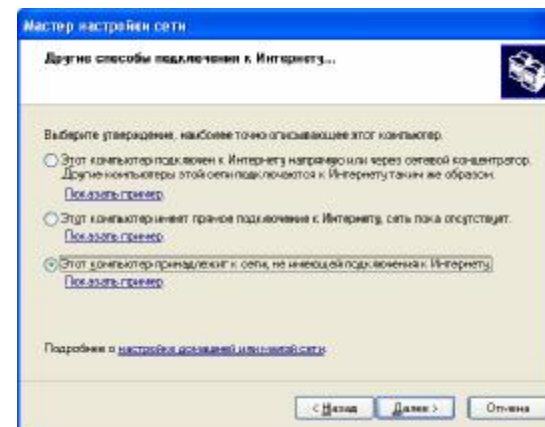 Мастер настройки сети
Другие способы подключения к Интернету...
Выберите утверждение, наиболее точно описывающее этот компьютер.
Этот компьютер подключен к Интернету напрямую или через сетевой концентратор.
Другие компьютеры этой сети подключаются к Интернету таким же образом.
Показать пример.
Этот компьютер имеет прямое подключение к Интернету, сеть пока отсутствует.
Показать пример.
Этот компьютер принадлежит к сети, не имеющей подключения к Интернету.
Показать пример.
Подробнее о настройке домашней или малой сети.
< Назад Далее > Отмена